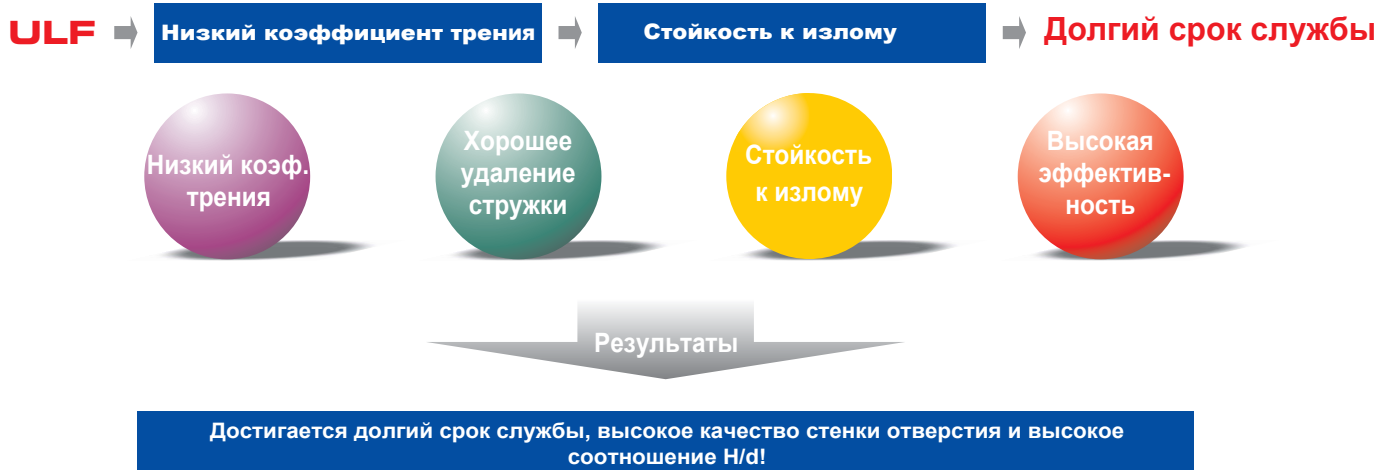 ULF Низкий коэффициент трения Стойкость к излому Долгий срок службы
Низкий коэф.
трения
Хорошее
удаление
стружки
Стойкость
к излому
Высокая
эффектив-
ность
Результаты
Достигается долгий срок службы, высокое качество стенки отверстия и высокое
соотношение H/d!